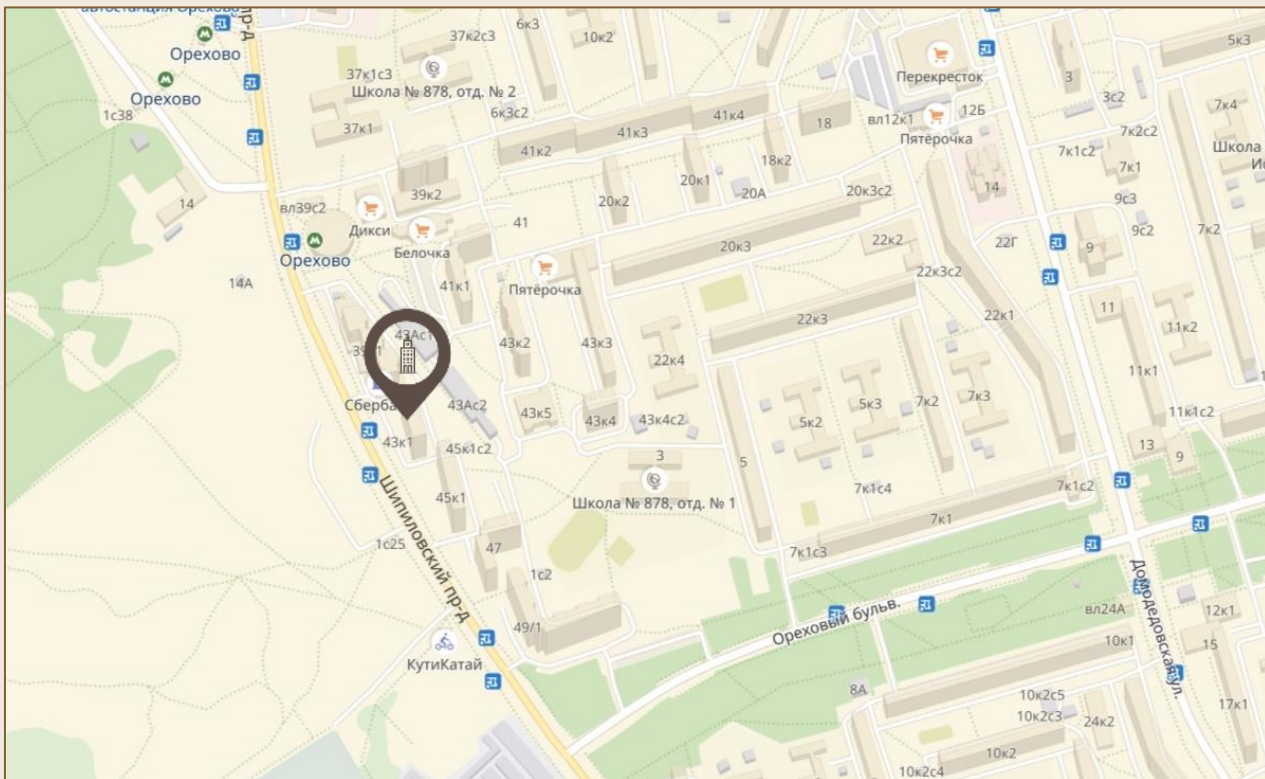 автостанция Орехово
пр-д
Орехово
Орехово
1с38
37к2с3
Школа № 878, отд. № 2
37к1с3
37к1
6к3
10к2
6к3с2
41к2
41к3
41к4
18
18к2
Перекресток
вл12к1
12Б
Пятёрочка
3
3с2
5к3
7к4
7к2с2
7к1с2
7к1
Школа
14
14
вл39с2
Дикси
39к2
Белочка
Орехово
41
20к2
20к1
20А
20к3с2
20к3
22к2
22к3с2
22Г
9с3
9с2
9
7к2
14А
41к1
Пятёрочка
43Ас1
43к2
43к3
22к4
22к3
22к1
11
11к2
11к1
11к1с2
43Ас2
43к5
43к4
43к4с2
5к2
5к3
7к2
7к3
43к1
45к1с2
3
5
13
9
Школа № 878, отд. № 1
7к1с4
7к1с2
45к1
7к1
7к1с3
47
1с25
1с2
Шипиловский пр-д
49/1
КутиКатай
Ореховый бульв.
Домодедовская ул.
вл24А
12к1
10к1
15
8А
10к2с5
10к2с3
24к2
17к1
10к2
10к2с4